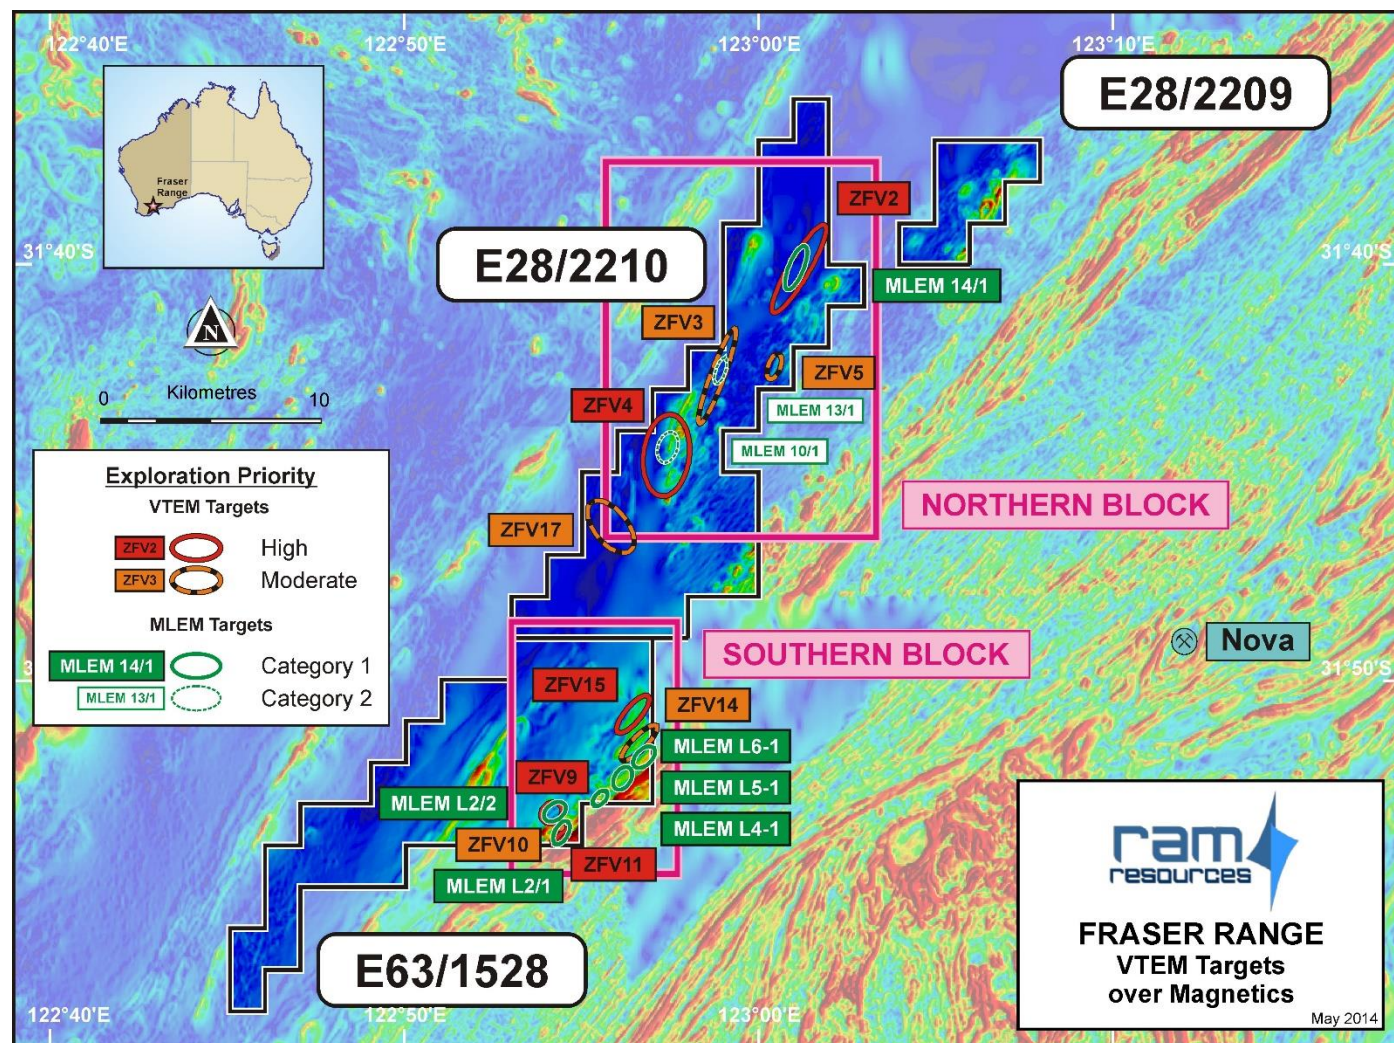 122°40'E
122°50'E
123°00'E
123°10'E
E28/2209
Fraser
Range
ZFV2
31°40'S
31°40'S
E28/2210
MLEM 14/1
N
ZFV3
ZFV5
Kilometres
0
10
ZFV4
MLEM 13/1
MLEM 10/1
Exploration Priority
VTEM Targets
ZFV2
High
ZFV3
Moderate
MLEM Targets
MLEM 14/1
Category 1
MLEM 13/1
Category 2
NORTHERN BLOCK
ZFV17
SOUTHERN BLOCK
Nova
31°50'S
ZFV15
ZFV14
MLEM L6-1
ZFV9
MLEM L5-1
MLEM L2/2
MLEM L4-1
ZFV10
ZFV11
MLEM L2/1
E63/1528
ram
resources
FRASER RANGE
VTEM Targets
over Magnetics
May 2014
122°40'E
122°50'E
123°00'E